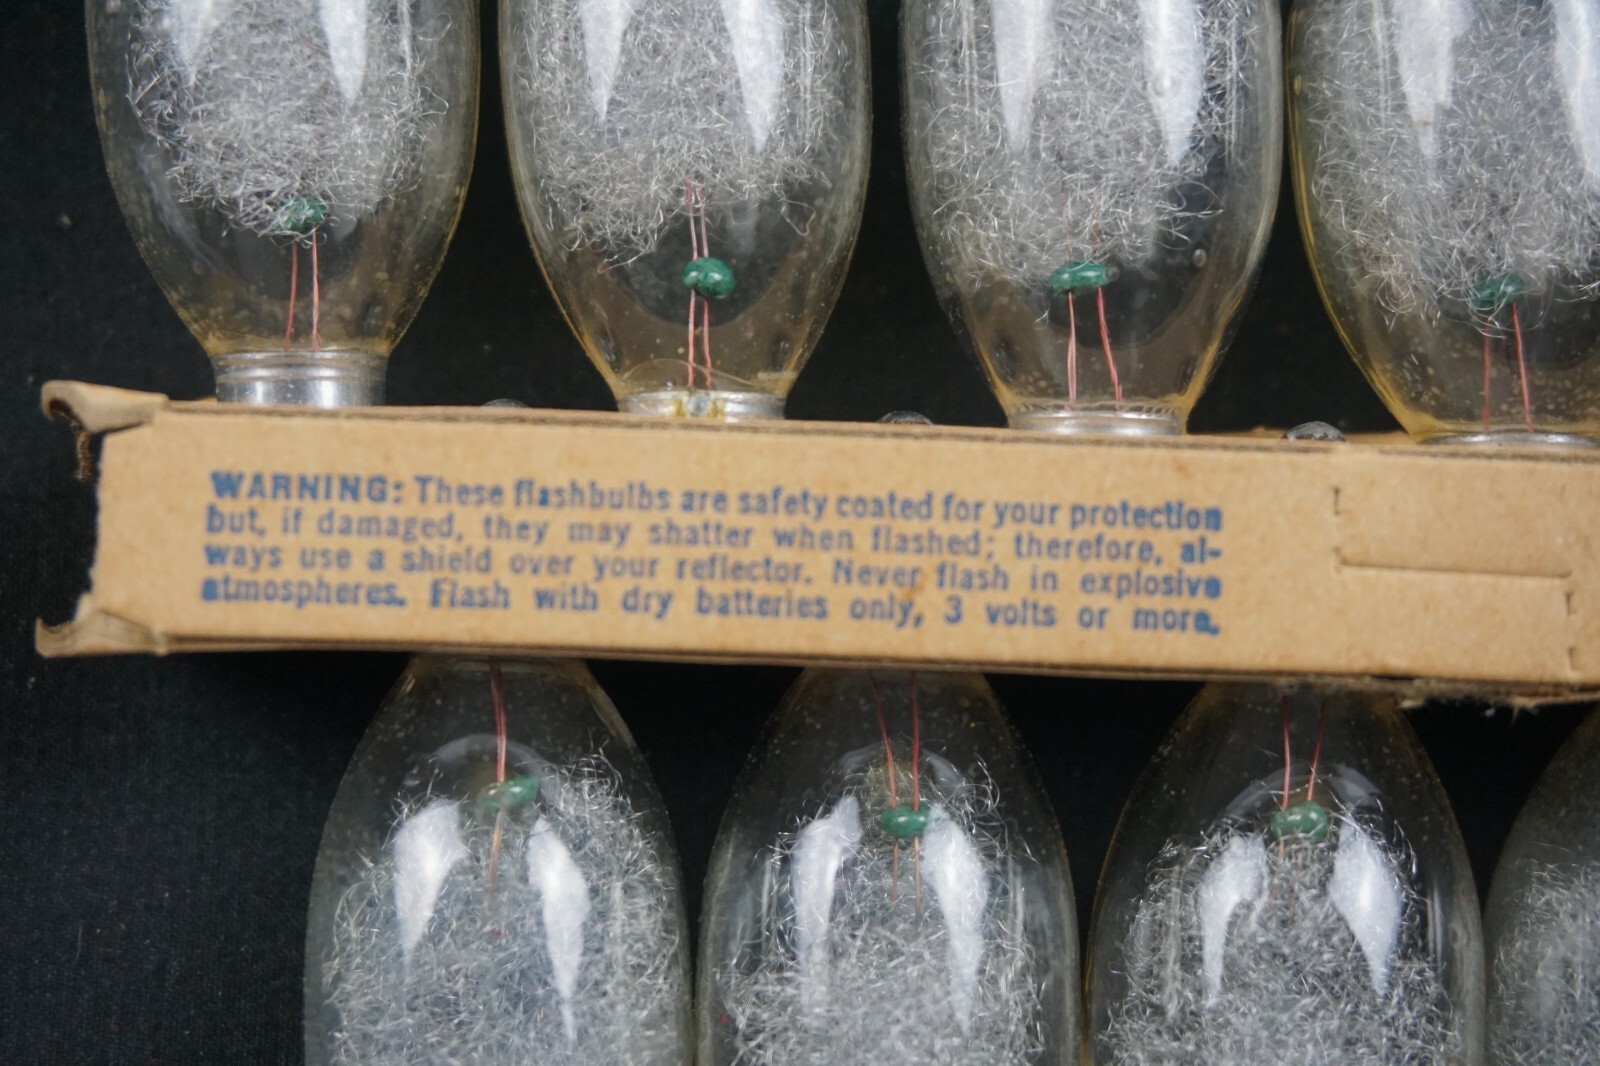 WARNING: These flashbulbs are safety coated for your protection
but, if damaged, they may shatter when flashed; therefore, al-
ways use a shield over your reflector. Never flash in explosive
atmospheres. Flash with dry batteries only, 3 volts or more.